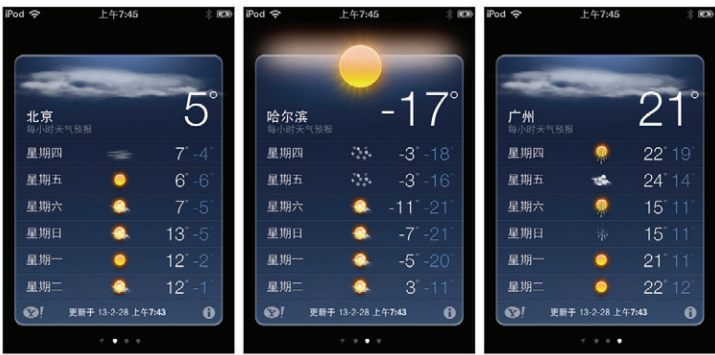 iPod 上午7:45
北京 5°
每小时天气预报
星期四 7° -4°
星期五 6° -6°
星期六 7° -5°
星期日 13° -5°
星期一 12° -2°
星期二 12° -1°
Y! 更新于 13-2-28 上午7:43 i
iPod 上午7:45
哈尔滨 -17°
每小时天气预报
星期四 -3° -18°
星期五 -3° -16°
星期六 -11° -21°
星期日 -7° -21°
星期一 -5° -20°
星期二 3° -11°
Y! 更新于 13-2-28 上午7:43 i
iPod 上午7:45
广州 21°
每小时天气预报
星期四 22° 19°
星期五 24° 14°
星期六 15° 11°
星期日 15° 11°
星期一 21° 11°
星期二 22° 12°
Y! 更新于 13-2-28 上午7:43 i